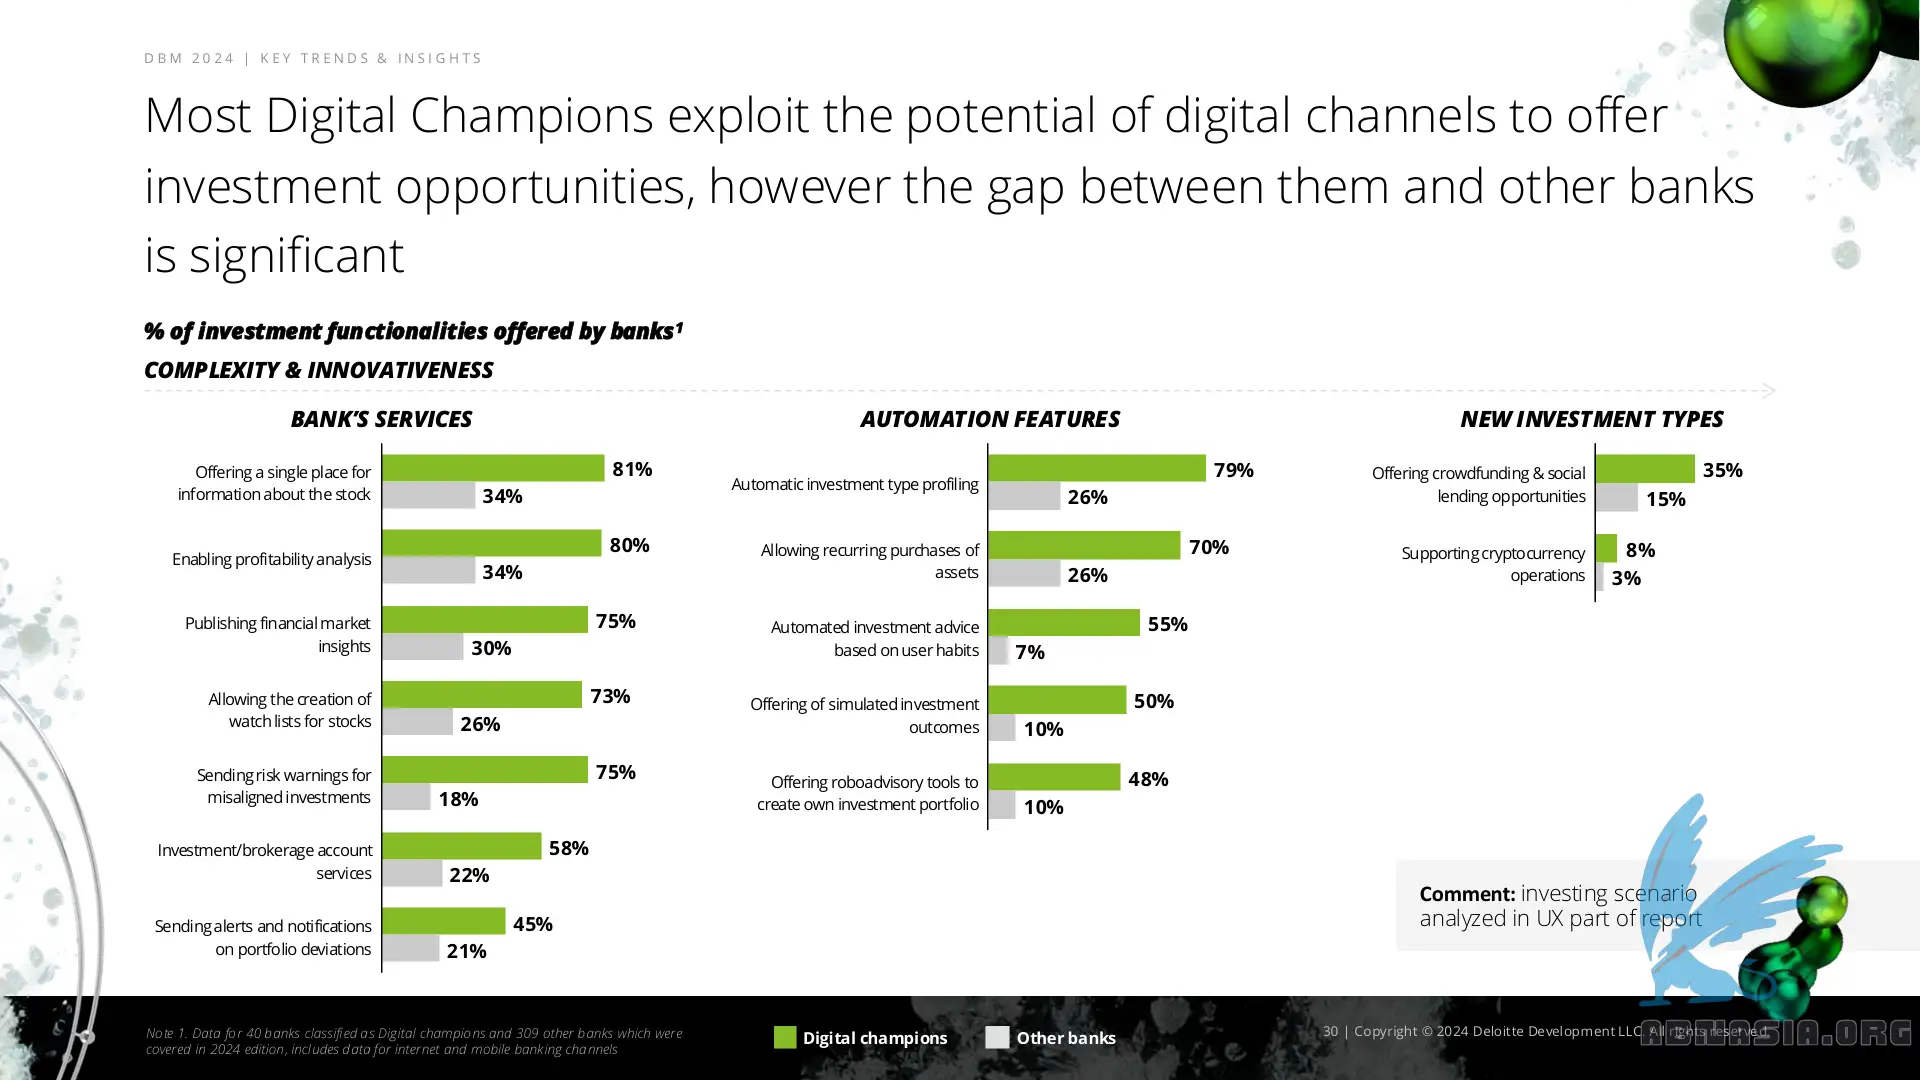 DBM 2024 | KEY TRENDS & INSIGHTS
Most Digital Champions exploit the potential of digital channels to offer
investment opportunities, however the gap between them and other banks
is significant
% of investment functionalities offered by banks¹
COMPLEXITY & INNOVATIVENESS
BANK'S SERVICES
Offering a single place for
information about the stock
81%
34%
Enabling profitability analysis
80%
34%
Publishing financial market
insights
75%
30%
Allowing the creation of
watch lists for stocks
73%
26%
Sending risk warnings for
misaligned investments
75%
18%
Investment/brokerage account
services
58%
22%
Sending alerts and notifications
on portfolio deviations
45%
21%
AUTOMATION FEATURES
Automatic investment type profiling
79%
26%
Allowing recurring purchases of
assets
70%
26%
Automated investment advice
based on user habits
55%
7%
Offering of simulated investment
outcomes
50%
10%
Offering roboadvisory tools to
create own investment portfolio
48%
10%
NEW INVESTMENT TYPES
Offering crowdfunding & social
lending opportunities
35%
15%
Supporting cryptocurrency
operations
8%
3%
Comment: investing scenario
analyzed in UX part of report
Note 1. Data for 40 banks classified as Digital champions and 309 other banks which were
covered in 2024 edition, includes data for internet and mobile banking channels
Digital champions
Other banks
30 | Copyright © 2024 Deloitte Development LLC. All rights reserved.
ABIIASIA.ORG